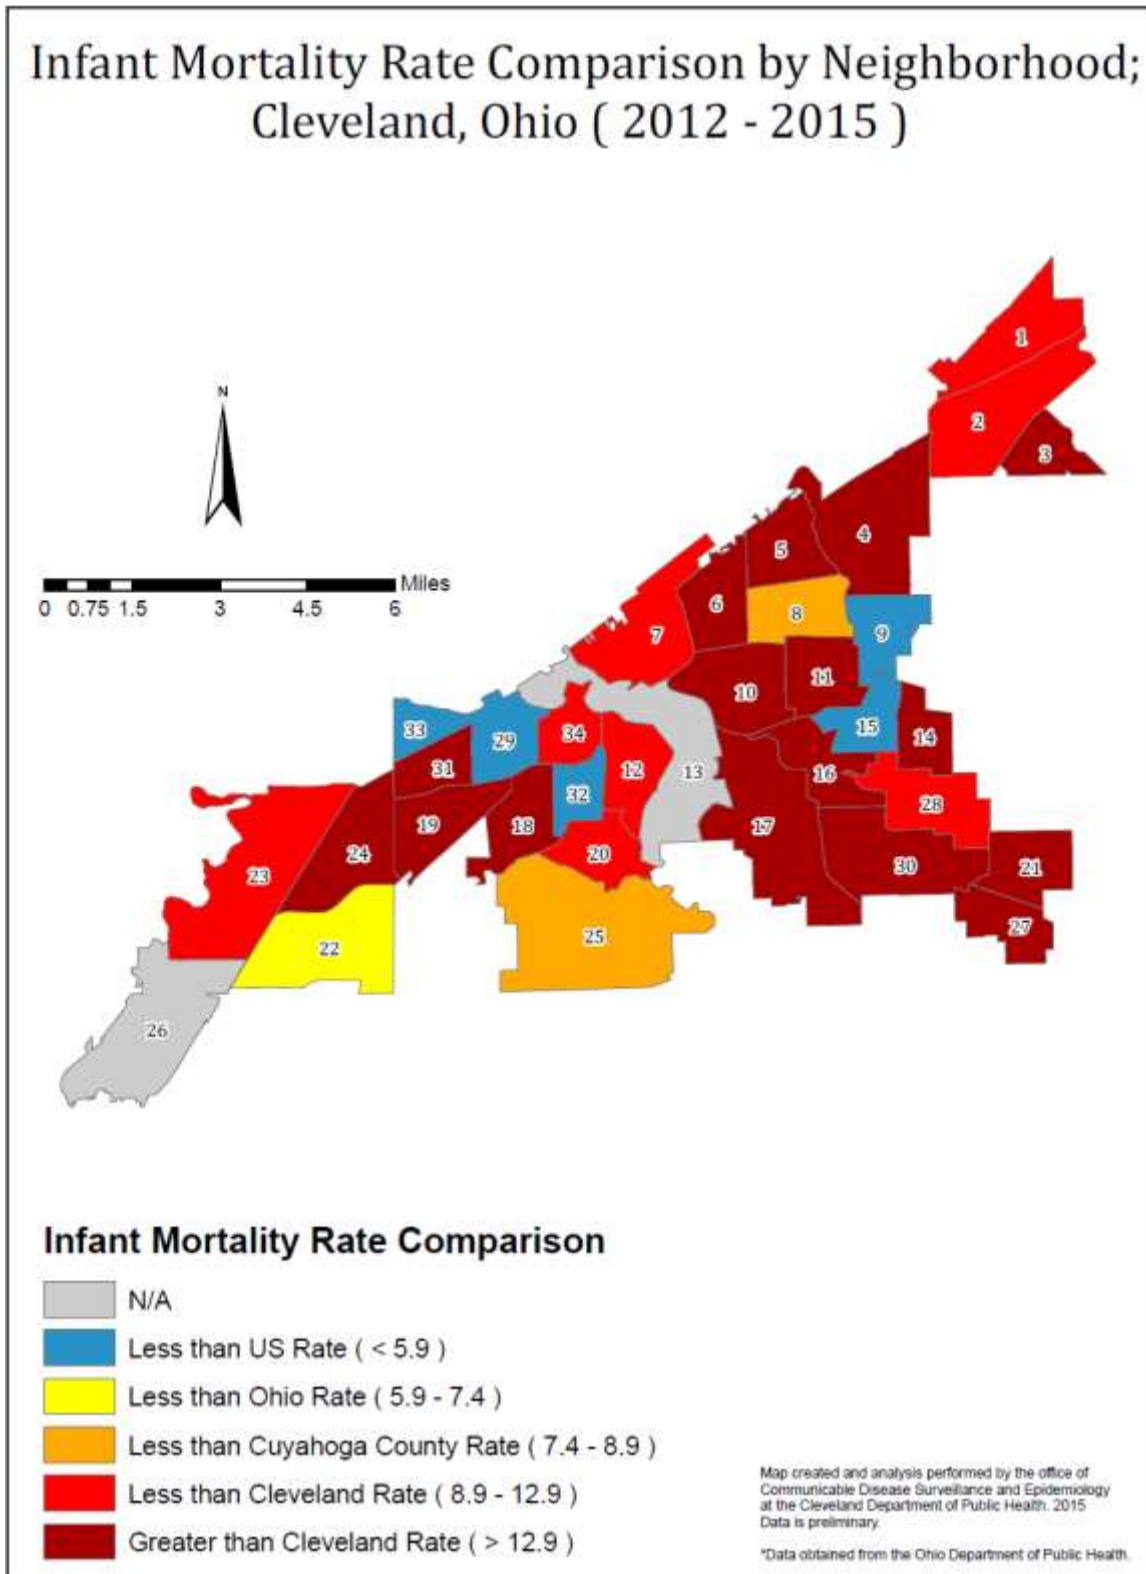 Infant Mortality Rate Comparison by Neighborhood;
Cleveland, Ohio ( 2012 - 2015 )
1
2
3
N
4
5
Miles
0 0.75 1.5 3 4.5 6
6
8
7
9
11
10
33
29
34
15
14
31
12
13
16
32
28
19
18
17
24
20
23
30
21
27
25
22
26
Infant Mortality Rate Comparison
N/A
Less than US Rate ( < 5.9 )
Less than Ohio Rate ( 5.9 - 7.4 )
Less than Cuyahoga County Rate ( 7.4 - 8.9 )
Less than Cleveland Rate ( 8.9 - 12.9 )
Greater than Cleveland Rate ( > 12.9 )
Map created and analysis performed by the office of
Communicable Disease Surveillance and Epidemiology
at the Cleveland Department of Public Health. 2015
Data is preliminary.
*Data obtained from the Ohio Department of Public Health.